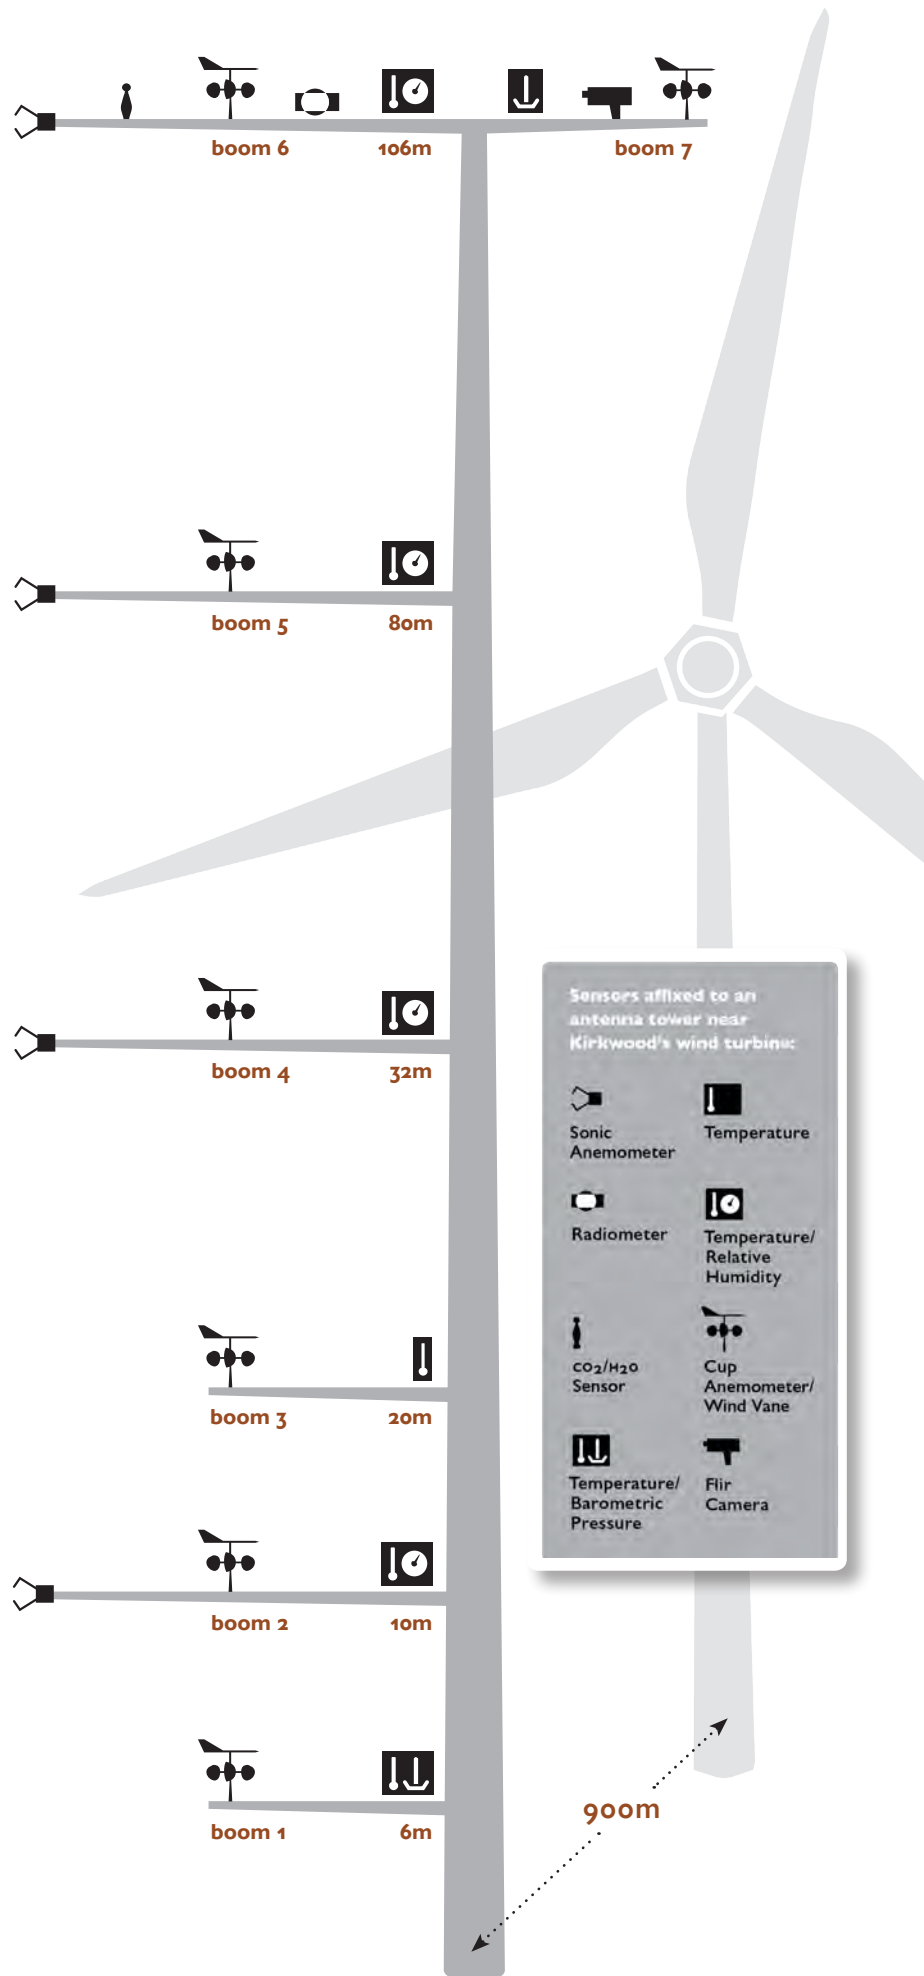 boom 6
106m
boom 7
boom 5
80m
boom 4
32m
boom 3
20m
boom 2
10m
boom 1
6m
900m
Sensors affixed to an
antenna tower near
Kirkwood's wind turbine:
Sonic
Anemometer
Temperature
Radiometer
Temperature/
Relative
Humidity
CO2/H2O
Sensor
Cup
Anemometer/
Wind Vane
Temperature/
Barometric
Pressure
Flir
Camera